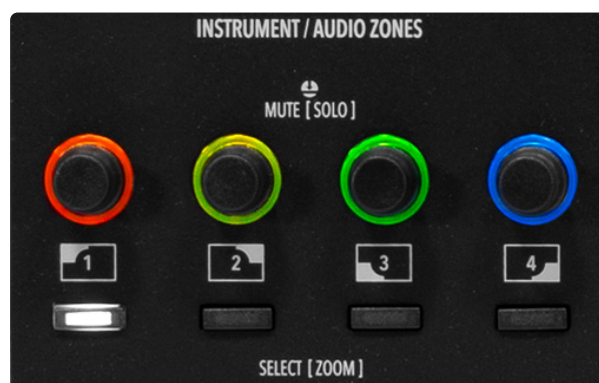 INSTRUMENT / AUDIO ZONES
MUTE [ SOLO ]
1 2 3 4
SELECT [ ZOOM ]